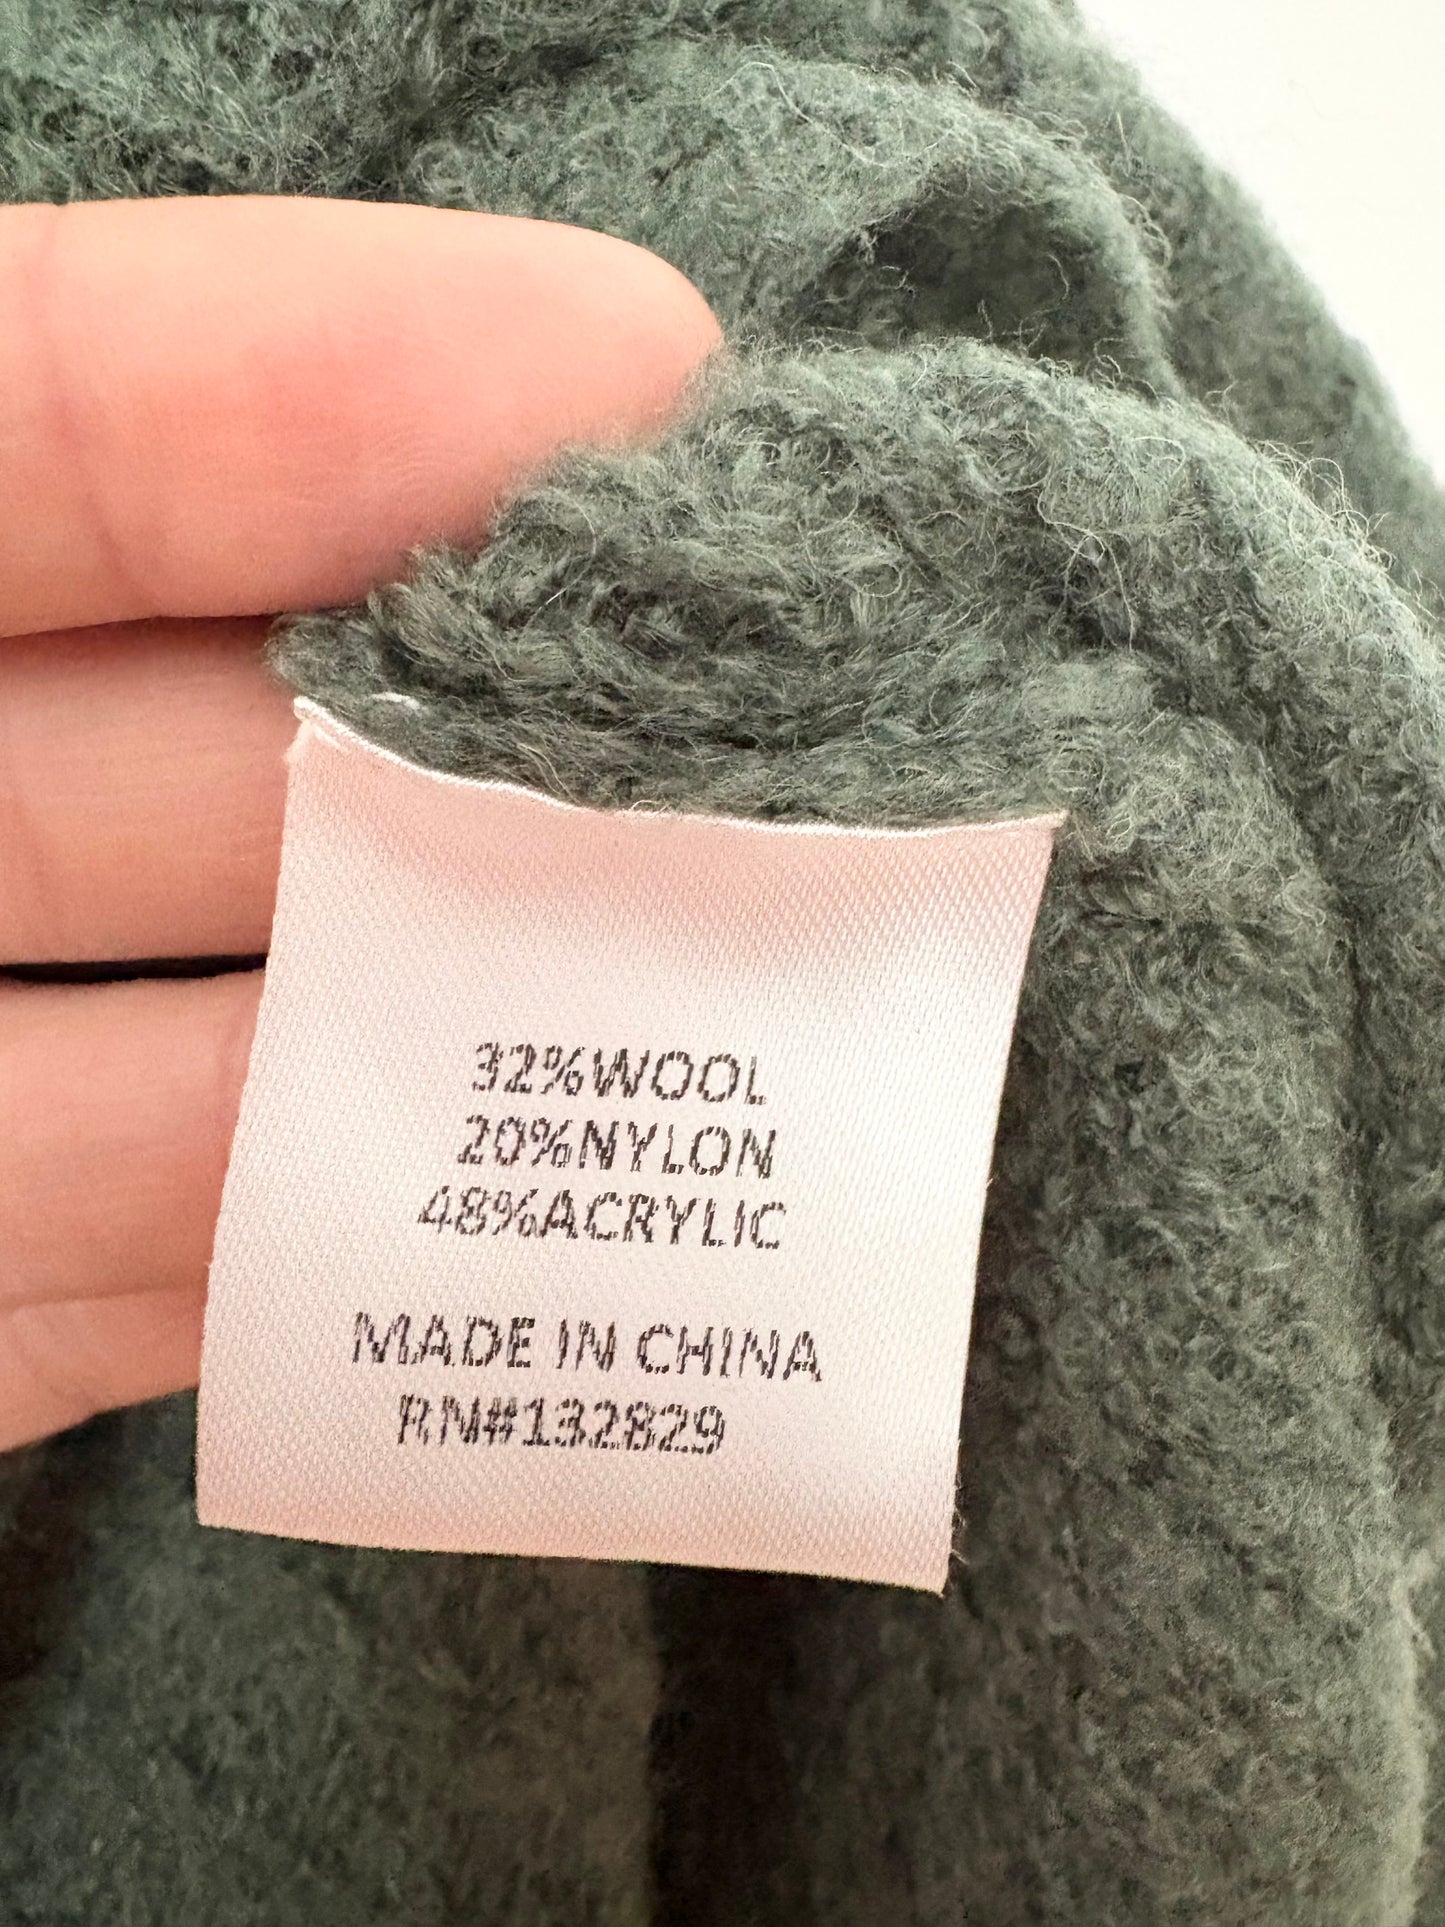 32%WOOL
20%NYLON
48%ACRYLIC
MADE IN CHINA
RN#132829